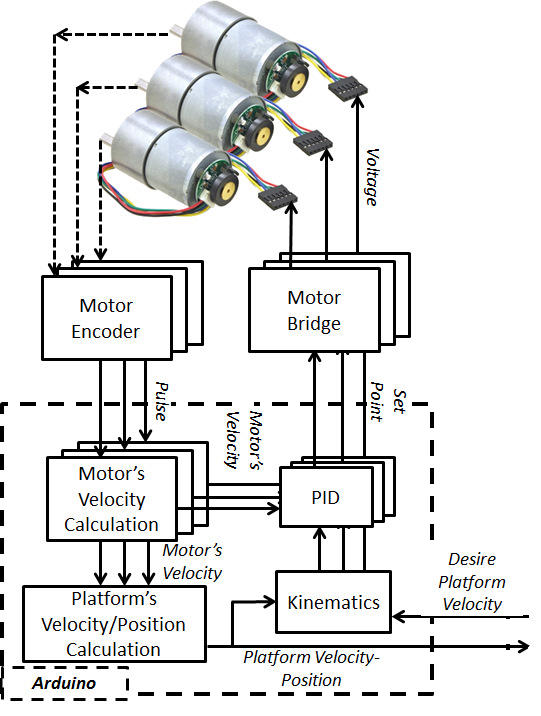 Voltage
Motor
Encoder
Motor
Bridge
Pulse
Motor's
Velocity
Set
Point
Motor's
Velocity
Calculation
PID
Motor's
Velocity
Desire
Platform
Velocity
Platform's
Velocity/Position
Calculation
Kinematics
Platform Velocity-
Position
Arduino